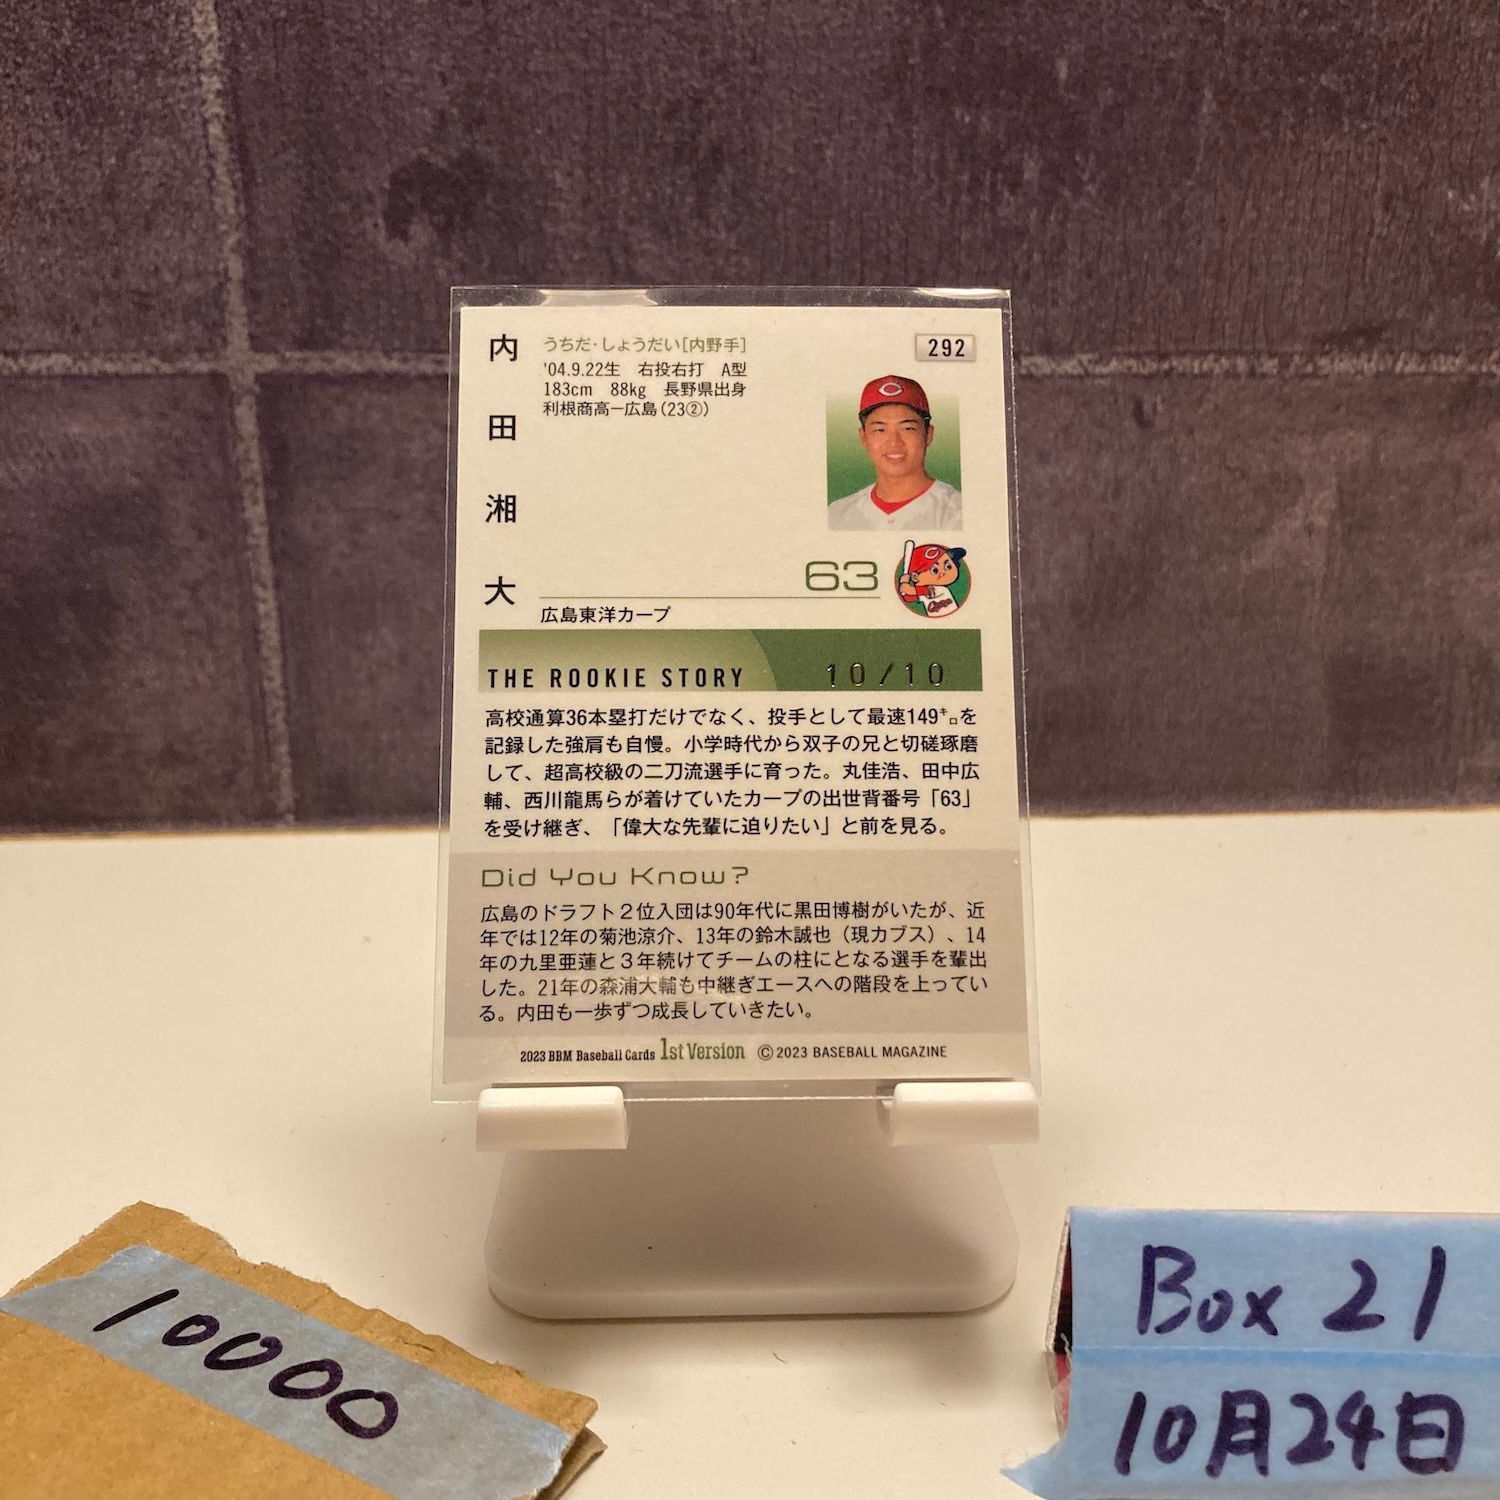 内田湘大
うちだ・しょうだい[内野手]
'04.9.22生 右投右打 A型
183cm 88kg 長野県出身
利根商高ー広島(23②)
292
63
広島東洋カープ
THE ROOKIE STORY 10/10
高校通算36本塁打だけでなく、投手として最速149㌔を
記録した強肩も自慢。小学時代から双子の兄と切磋琢磨
して、超高校級の二刀流選手に育った。丸佳浩、田中広
輔、西川龍馬らが着けていたカープの出世背番号「63」
を受け継ぎ、「偉大な先輩に迫りたい」と前を見る。
Did You Know?
広島のドラフト2位入団は90年代に黒田博樹がいたが、近
年では12年の菊池涼介、13年の鈴木誠也(現カブス)、14
年の九里亜蓮と3年続けてチームの柱にとなる選手を輩出
した。21年の森浦大輔も中継ぎエースへの階段を上ってい
る。内田も一歩ずつ成長していきたい。
2023 BBM Baseball Cards 1st Version ©2023 BASEBALL MAGAZINE
10000
Box 21
10月24日